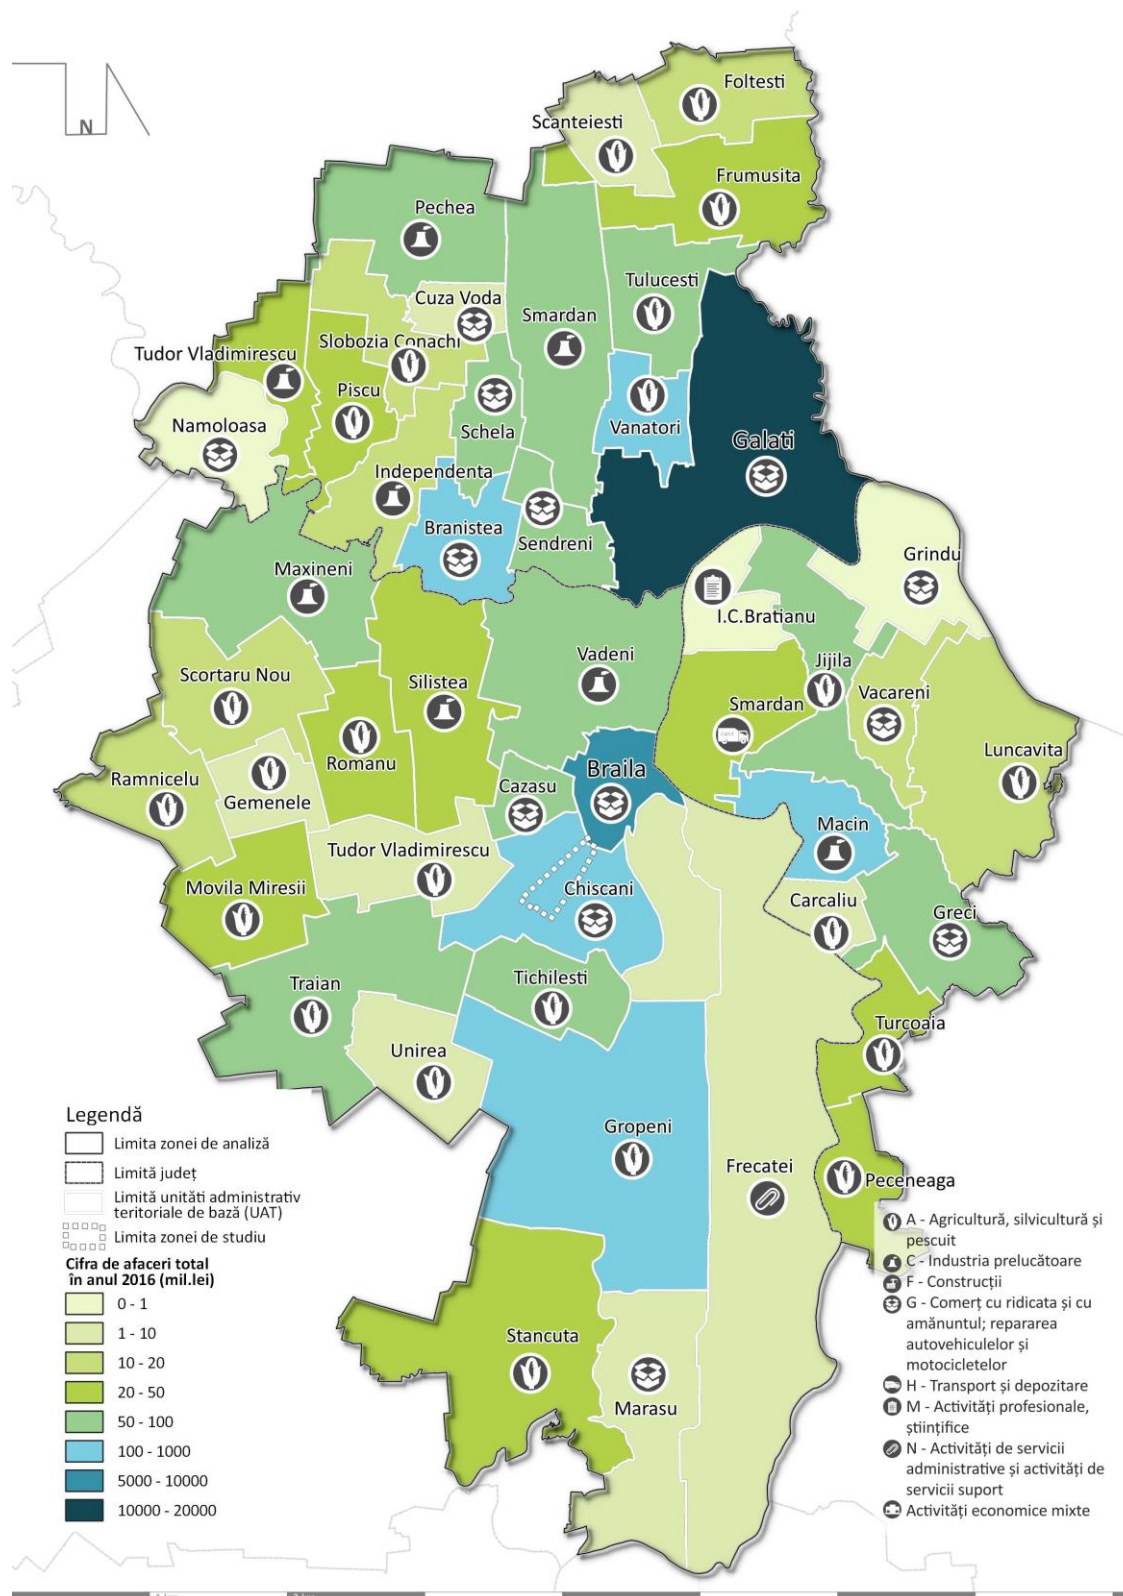 Foltesti
Scanteiesti
Frumusita
Pechea
Tulucesti
Cuza Voda
Smardan
Slobozia Conachi
Tudor Vladimirescu
Piscu
Namoloasa
Schela
Vanatori
Galati
Independenta
Branistea
Sendreni
Grindu
Maxineni
I.C.Bratianu
Vadeni
Jijila
Scortaru Nou
Silistea
Vacareni
Smardan
Luncavita
Romanu
Braila
Ramnicelu
Gemenele
Cazasu
Macin
Tudor Vladimirescu
Movila Miresii
Chiscani
Carcaliu
Greci
Tichilesti
Traian
Turcoaia
Unirea
Gropeni
Frecatei
Peceneaga
Stancuta
Marasu
N
Legendă
Limita zonei de analiză
Limită județ
Limită unităti administrativ
teritoriale de bază (UAT)
Limita zonei de studiu
Cifra de afaceri total
în anul 2016 (mil.lei)
0 - 1
1 - 10
10 - 20
20 - 50
50 - 100
100 - 1000
5000 - 10000
10000 - 20000
A - Agricultură, silvicultură și
pescuit
C - Industria prelucătoare
F - Construcții
G - Comerț cu ridicata și cu
amănuntul; repararea
autovehiculelor și
motocicletelor
H - Transport și depozitare
M - Activități profesionale,
științifice
N - Activități de servicii
administrative și activități de
servicii suport
Activități economice mixte